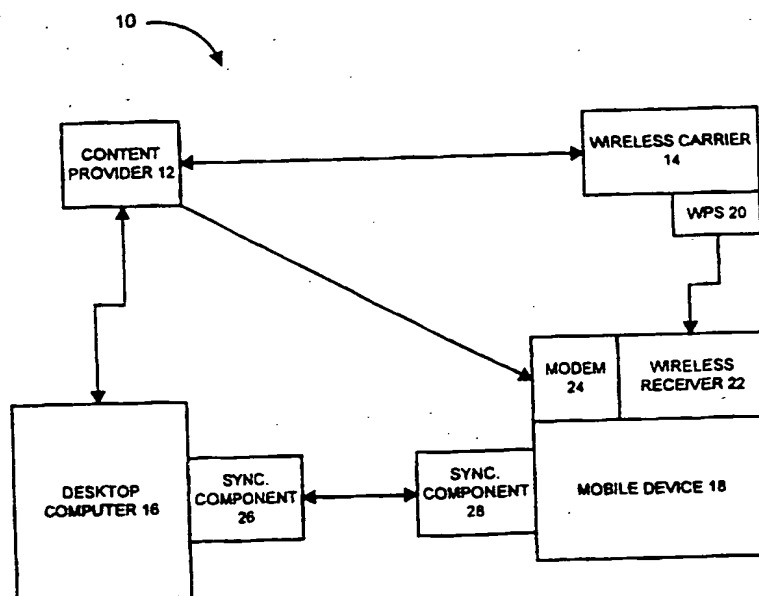 10
CONTENT
PROVIDER 12
WIRELESS CARRIER
14
WPS 20
MODEM
24
WIRELESS
RECEIVER 22
DESKTOP
COMPUTER 16
SYNC.
COMPONENT
26
SYNC.
COMPONENT
28
MOBILE DEVICE 18